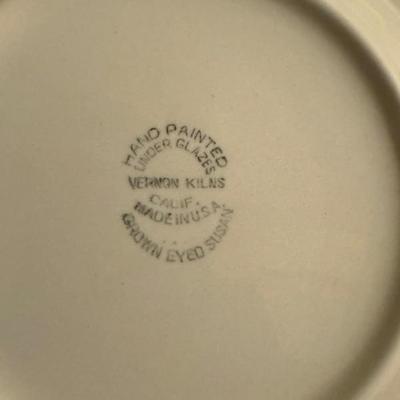 HAND PAINTED
UNDER GLAZES
VERNON KILNS
CALIF.
MADE IN U.S.A.
BROWN EYED SUSAN